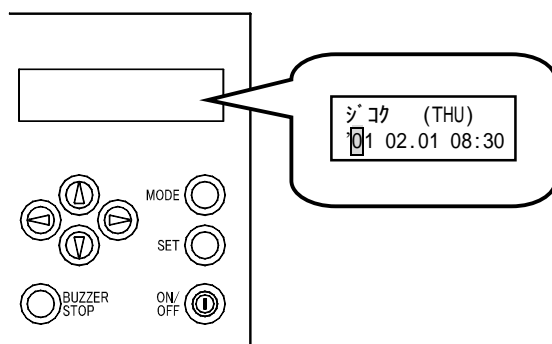 ｼﾞｺｸ (THU)
'01 02.01 08:30
MODE
SET
BUZZER
STOP
ON/
OFF